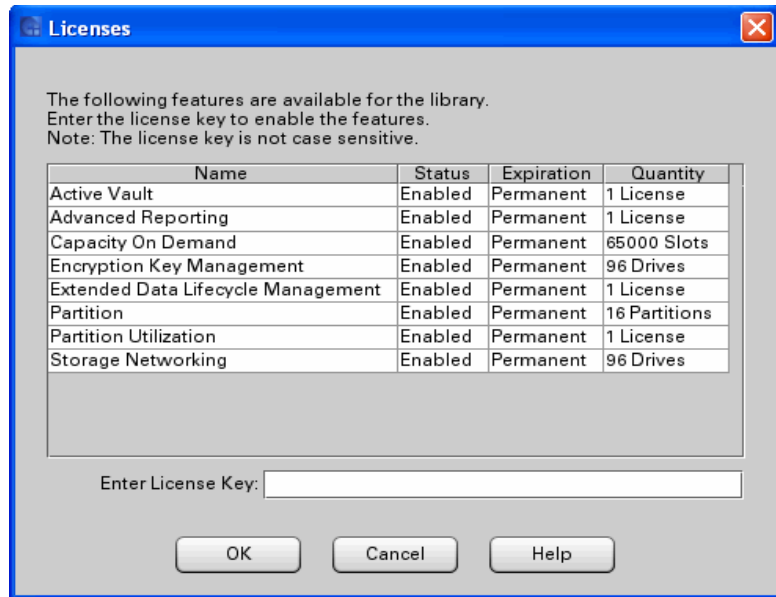 Licenses
The following features are available for the library.
Enter the license key to enable the features.
Note: The license key is not case sensitive.
Name Status Expiration Quantity
Active Vault Enabled Permanent 1 License
Advanced Reporting Enabled Permanent 1 License
Capacity On Demand Enabled Permanent 65000 Slots
Encryption Key Management Enabled Permanent 96 Drives
Extended Data Lifecycle Management Enabled Permanent 1 License
Partition Enabled Permanent 16 Partitions
Partition Utilization Enabled Permanent 1 License
Storage Networking Enabled Permanent 96 Drives
Enter License Key:
OK Cancel Help